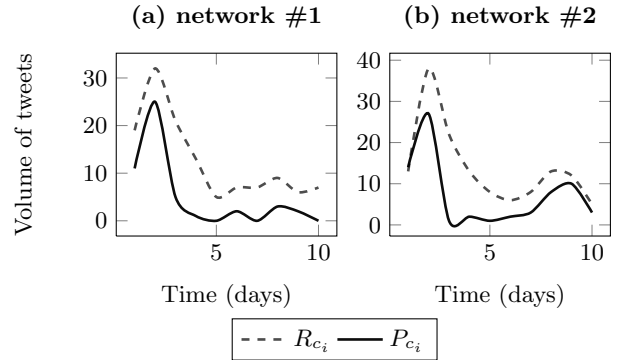 (a) network #1
(b) network #2
Volume of tweets
30
20
10
0
5
10
40
30
20
10
0
5
10
Time (days)
Time (days)
R_{c_i} P_{c_i}